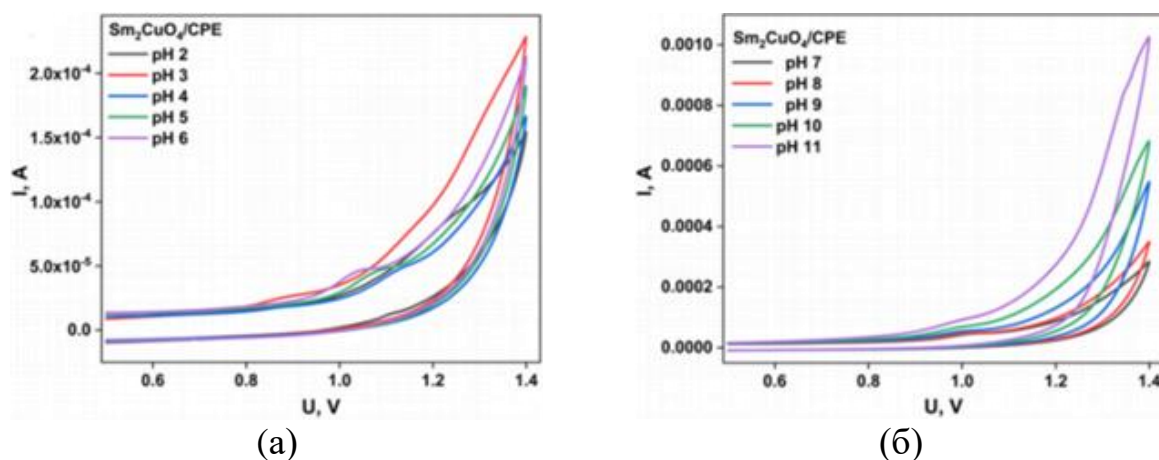 Sm₂CuO₄/CPE
pH 2
pH 3
pH 4
pH 5
pH 6
2.0x10⁻⁴
1.5x10⁻⁴
1.0x10⁻⁴
5.0x10⁻⁵
0.0
I, A
0.6 0.8 1.0 1.2 1.4
U, V
(а)
Sm₂CuO₄/CPE
pH 7
pH 8
pH 9
pH 10
pH 11
0.0010
0.0008
0.0006
0.0004
0.0002
0.0000
I, A
0.6 0.8 1.0 1.2 1.4
U, V
(б)